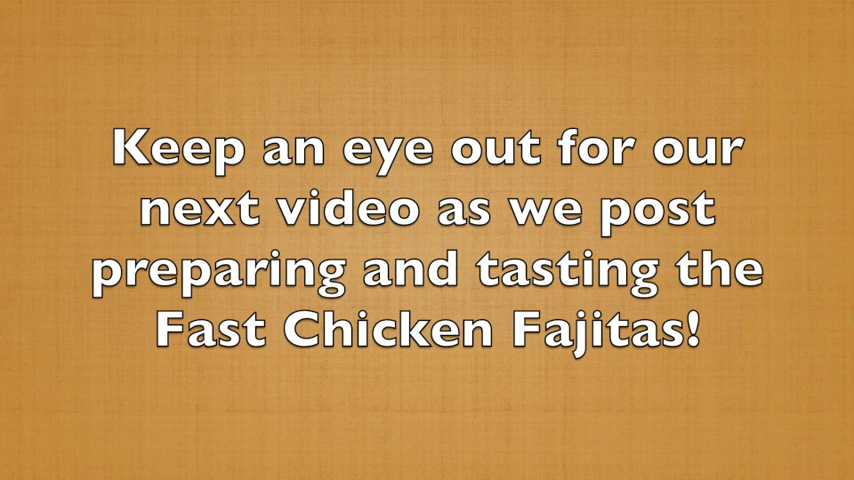 Keep an eye out for our
next video as we post
preparing and tasting the
Fast Chicken Fajitas!